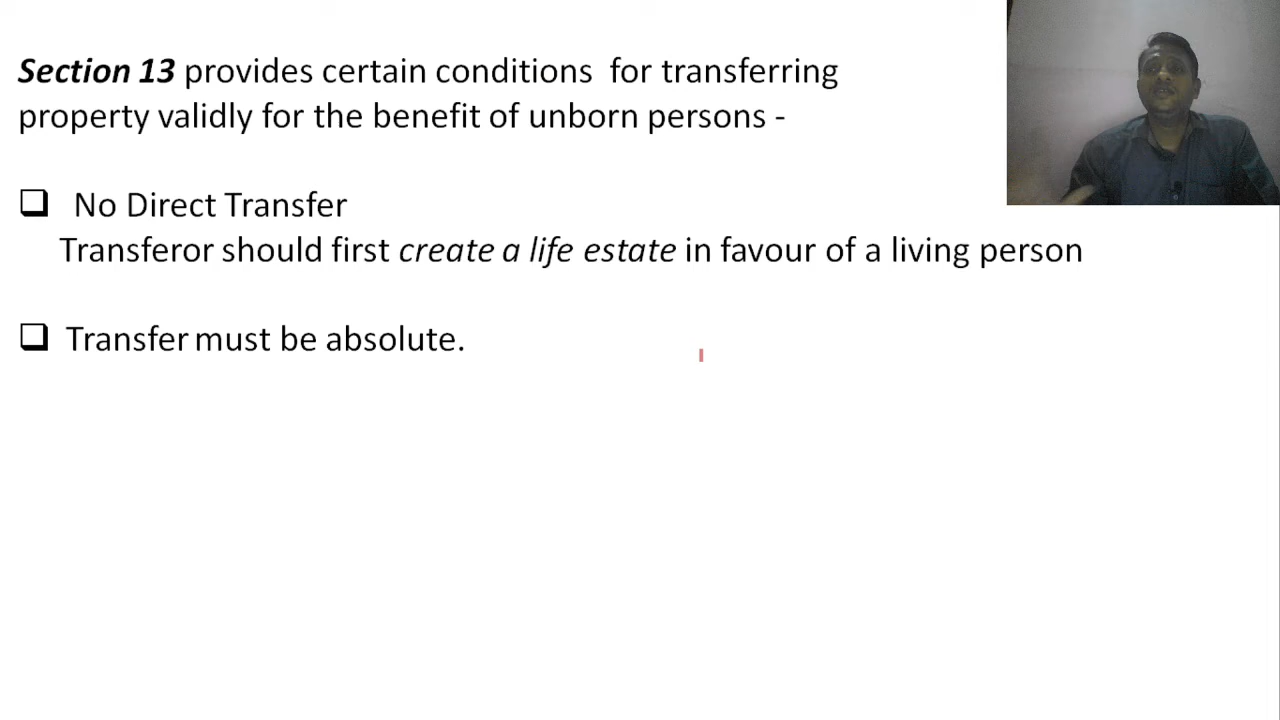 Section 13 provides certain conditions for transferring
property validly for the benefit of unborn persons -
No Direct Transfer
Transferor should first create a life estate in favour of a living person
Transfer must be absolute.